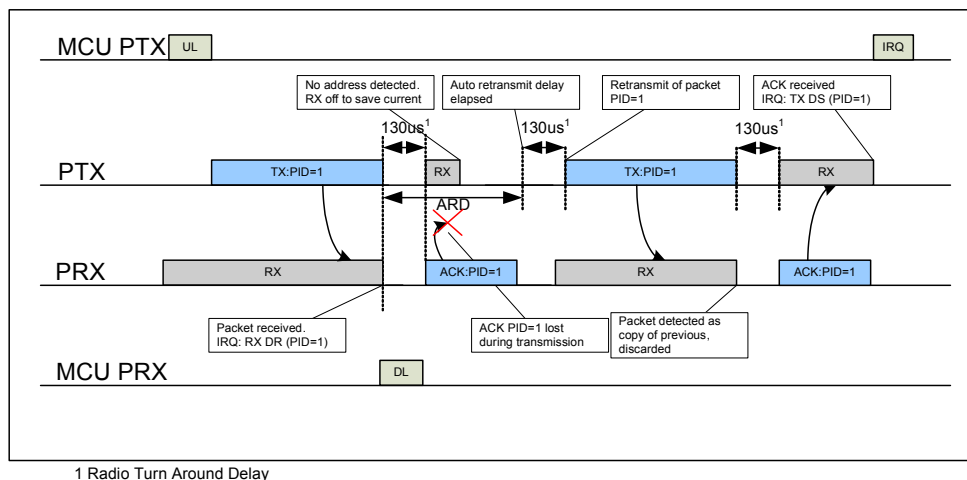 MCU PTX
UL
IRQ
No address detected.
RX off to save current
Auto retransmit delay
elapsed
Retransmit of packet
PID=1
ACK received
IRQ: TX DS (PID=1)
130us1
130us1
130us1
PTX
TX:PID=1
RX
TX:PID=1
RX
ARD
PRX
RX
ACK:PID=1
RX
ACK:PID=1
Packet received.
IRQ: RX DR (PID=1)
ACK PID=1 lost
during transmission
Packet detected as
copy of previous,
discarded
MCU PRX
DL
1 Radio Turn Around Delay